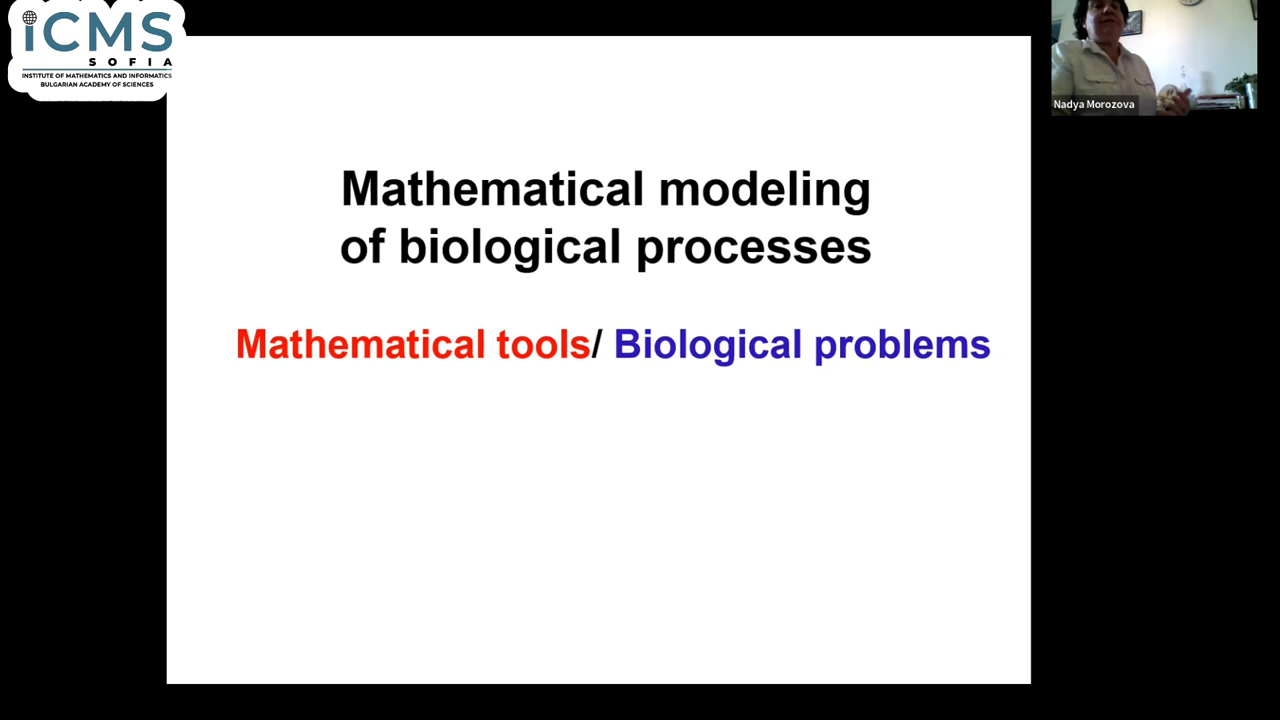 iCMS
SOFIA
INSTITUTE OF MATHEMATICS AND INFORMATICS
BULGARIAN ACADEMY OF SCIENCES
Nadya Morozova
Mathematical modeling
of biological processes
Mathematical tools/ Biological problems